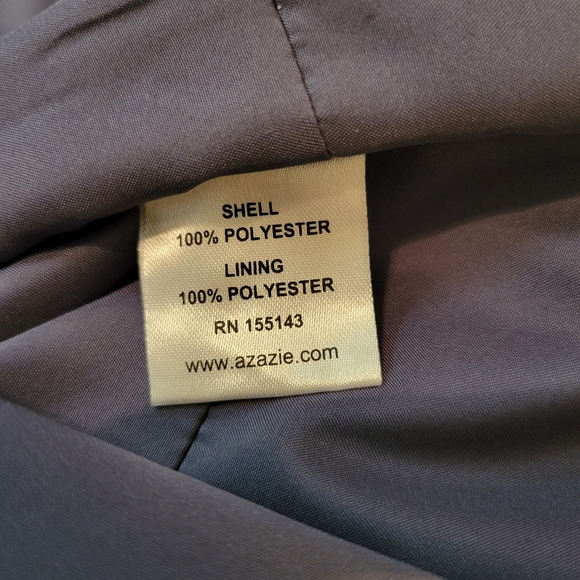 SHELL
100% POLYESTER
LINING
100% POLYESTER
RN 155143
www.azazie.com